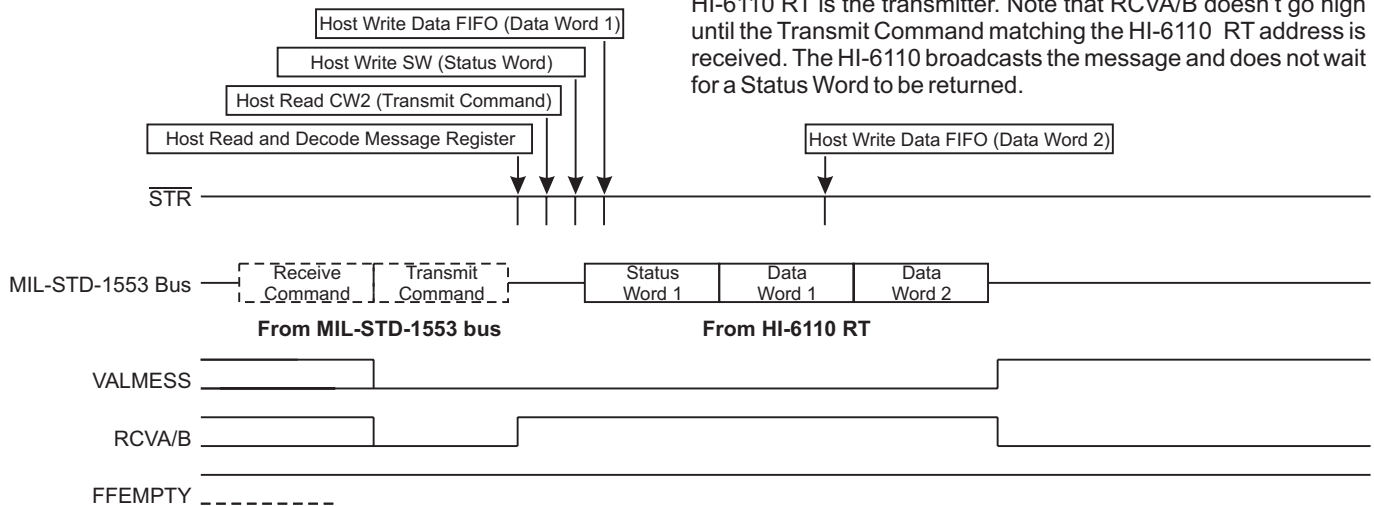 HI-6110 RT is the transmitter. Note that RCVA/B doesn't go high
until the Transmit Command matching the HI-6110 RT address is
received. The HI-6110 broadcasts the message and does not wait
for a Status Word to be returned.
Host Write Data FIFO (Data Word 1)
Host Write SW (Status Word)
Host Read CW2 (Transmit Command)
Host Read and Decode Message Register
Host Write Data FIFO (Data Word 2)
STR
MIL-STD-1553 Bus
Receive
Command
Transmit
Command
Status
Word 1
Data
Word 1
Data
Word 2
From MIL-STD-1553 bus
From HI-6110 RT
VALMESS
RCVA/B
FFEMPTY